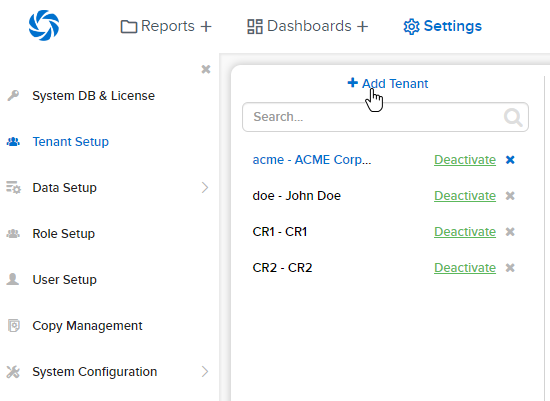 Reports +
Dashboards +
Settings
System DB & License
Tenant Setup
Data Setup
Role Setup
User Setup
Copy Management
System Configuration
+ Add Tenant
Search...
acme - ACME Corp... Deactivate
doe - John Doe Deactivate
CR1 - CR1 Deactivate
CR2 - CR2 Deactivate